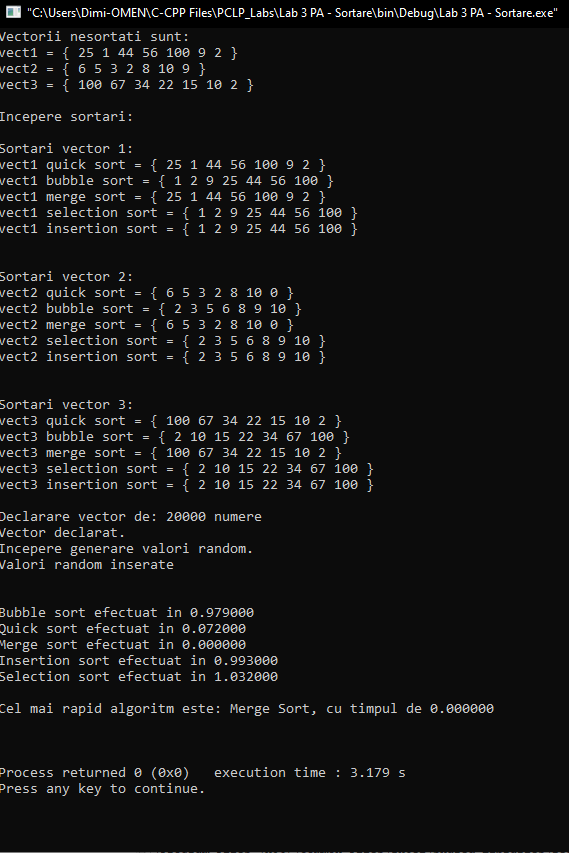 "C:\Users\Dimi-OMEN\C-CPP Files\PCLP_Labs\Lab 3 PA - Sortare\bin\Debug\Lab 3 PA - Sortare.exe"
Vectorii nesortati sunt:
vect1 = { 25 1 44 56 100 9 2 }
vect2 = { 6 5 3 2 8 10 9 }
vect3 = { 100 67 34 22 15 10 2 }
Incepere sortari:
Sortari vector 1:
vect1 quick sort = { 25 1 44 56 100 9 2 }
vect1 bubble sort = { 1 2 9 25 44 56 100 }
vect1 merge sort = { 25 1 44 56 100 9 2 }
vect1 selection sort = { 1 2 9 25 44 56 100 }
vect1 insertion sort = { 1 2 9 25 44 56 100 }
Sortari vector 2:
vect2 quick sort = { 6 5 3 2 8 10 0 }
vect2 bubble sort = { 2 3 5 6 8 9 10 }
vect2 merge sort = { 6 5 3 2 8 10 0 }
vect2 selection sort = { 2 3 5 6 8 9 10 }
vect2 insertion sort = { 2 3 5 6 8 9 10 }
Sortari vector 3:
vect3 quick sort = { 100 67 34 22 15 10 2 }
vect3 bubble sort = { 2 10 15 22 34 67 100 }
vect3 merge sort = { 100 67 34 22 15 10 2 }
vect3 selection sort = { 2 10 15 22 34 67 100 }
vect3 insertion sort = { 2 10 15 22 34 67 100 }
Declarare vector de: 20000 numere
Vector declarat.
Incepere generare valori random.
Valori random inserate
Bubble sort efectuat in 0.979000
Quick sort efectuat in 0.072000
Merge sort efectuat in 0.000000
Insertion sort efectuat in 0.993000
Selection sort efectuat in 1.032000
Cel mai rapid algoritm este: Merge Sort, cu timpul de 0.000000
Process returned 0 (0x0)   execution time : 3.179 s
Press any key to continue.